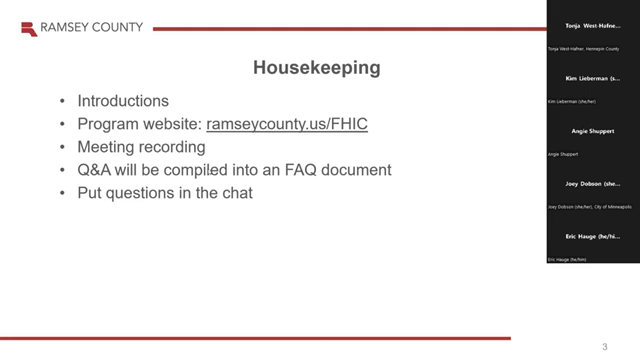 RAMSEY COUNTY
Housekeeping
• Introductions
• Program website: ramseycounty.us/FHIC
• Meeting recording
• Q&A will be compiled into an FAQ document
• Put questions in the chat
3
Tonja West-Hafne...
Tonja West-Hafner, Hennepin County
Kim Lieberman (s...
Kim Lieberman (she/her)
Angie Shuppert
Angie Shuppert
Joey Dobson (she...
Joey Dobson (she/her), City of Minneapolis
Eric Hauge (he/hi...
Eric Hauge (he/him)